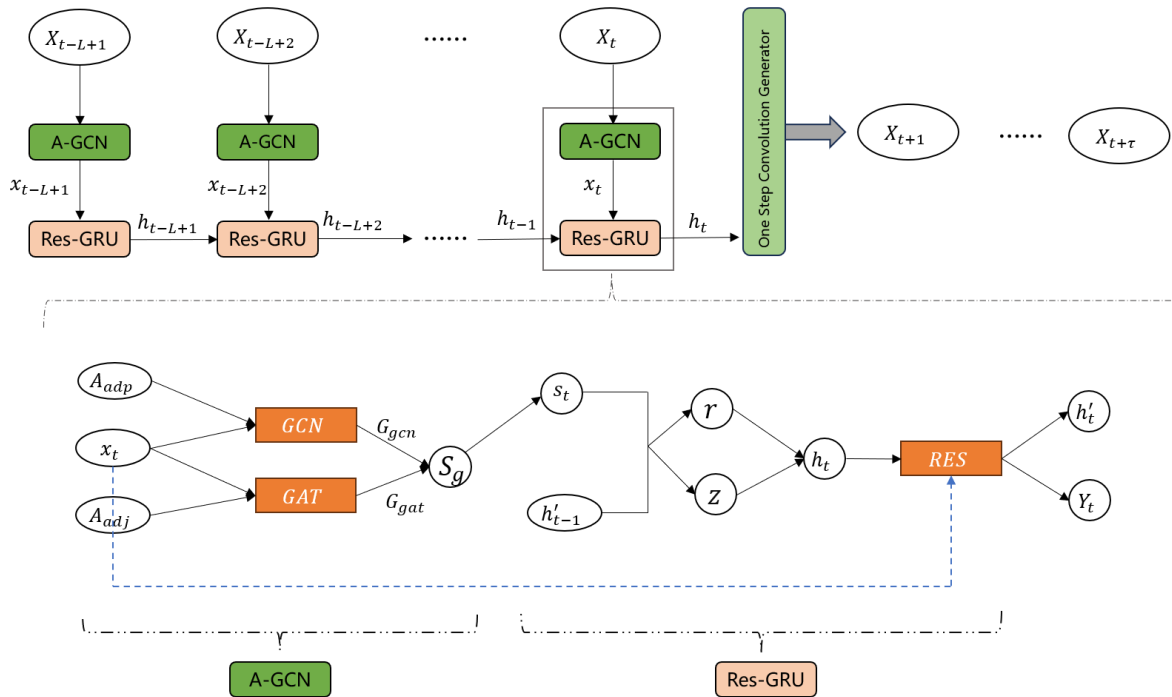 X_{t-L+1}
X_{t-L+2}
......
X_t
A-GCN
A-GCN
A-GCN
One Step Convolution Generator
X_{t+1}
......
X_{t+τ}
x_{t-L+1}
x_{t-L+2}
x_t
Res-GRU
h_{t-L+1}
Res-GRU
h_{t-L+2}
......
h_{t-1}
Res-GRU
h_t
A_{adp}
x_t
A_{adj}
GCN
GAT
G_{gcn}
G_{gat}
S_g
s_t
h'_{t-1}
r
z
h_t
RES
h'_t
Y_t
A-GCN
Res-GRU